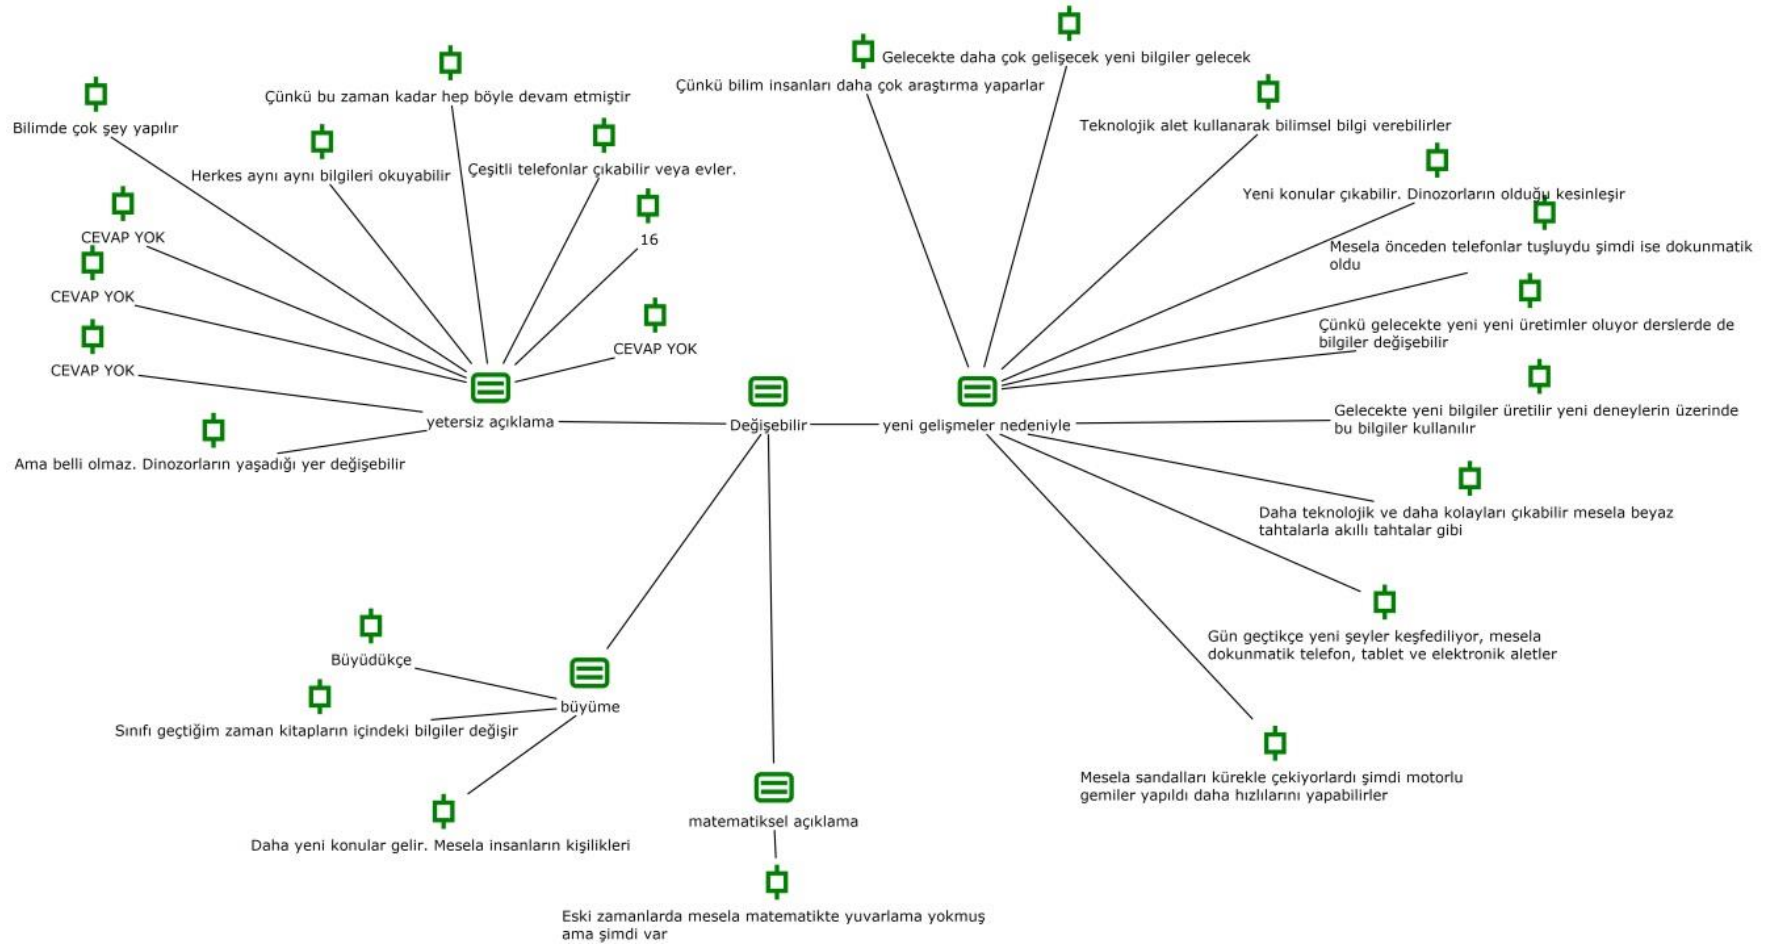 Gelecekte daha çok gelişecek yeni bilgiler gelecek
Çünkü bilim insanları daha çok araştırma yaparlar
Çünkü bu zaman kadar hep böyle devam etmiştir
Bilimde çok şey yapılır
Teknolojik alet kullanarak bilimsel bilgi verebilirler
Herkes aynı aynı bilgileri okuyabilir
Çeşitli telefonlar çıkabilir veya evler.
Yeni konular çıkabilir. Dinozorların olduğu kesinleşir
CEVAP YOK
16
Mesela önceden telefonlar tuşluydu şimdi ise dokunmatik
oldu
CEVAP YOK
Çünkü gelecekte yeni yeni üretimler oluyor derslerde de
bilgiler değişebilir
CEVAP YOK
CEVAP YOK
Gelecekte yeni bilgiler üretilir yeni deneylerin üzerinde
bu bilgiler kullanılır
yetersiz açıklama
Değişebilir
yeni gelişmeler nedeniyle
Ama belli olmaz. Dinozorların yaşadığı yer değişebilir
Daha teknolojik ve daha kolayları çıkabilir mesela beyaz
tahtalarla akıllı tahtalar gibi
Gün geçtikçe yeni şeyler keşfediliyor, mesela
dokunmatik telefon, tablet ve elektronik aletler
Büyüdükçe
büyüme
Sınıfı geçtiğim zaman kitapların içindeki bilgiler değişir
Mesela sandalları kürekle çekiyorlardı şimdi motorlu
gemiler yapıldı daha hızlılarını yapabilirler
matematiksel açıklama
Daha yeni konular gelir. Mesela insanların kişilikleri
Eski zamanlarda mesela matematikte yuvarlama yokmuş
ama şimdi var